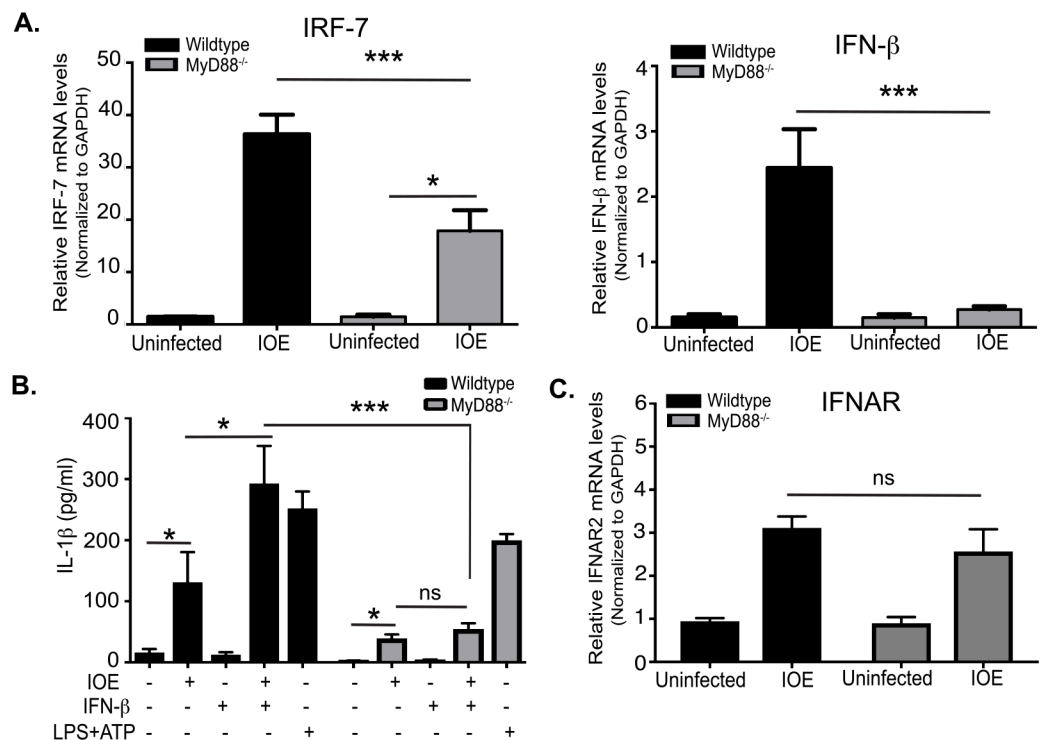 A.
IRF-7
Wildtype
MyD88-/-
Relative IRF-7 mRNA levels
(Normalized to GAPDH)
50
40
30
20
10
0
***
*
Uninfected IOE Uninfected IOE
IFN-β
Wildtype
MyD88-/-
Relative IFN-β mRNA levels
(Normalized to GAPDH)
4
3
2
1
0
***
Uninfected IOE Uninfected IOE
B.
Wildtype
MyD88-/-
IL-1β (pg/ml)
400
300
200
100
0
***
*
*
*
ns
IOE - + - + - - + - + -
IFN-β - - + + - - - + + -
LPS+ATP - - - - + - - - - +
C.
IFNAR
Wildtype
MyD88-/-
Relative IFNAR2 mRNA levels
(Normalized to GAPDH)
6
5
4
3
2
1
0
ns
Uninfected IOE Uninfected IOE